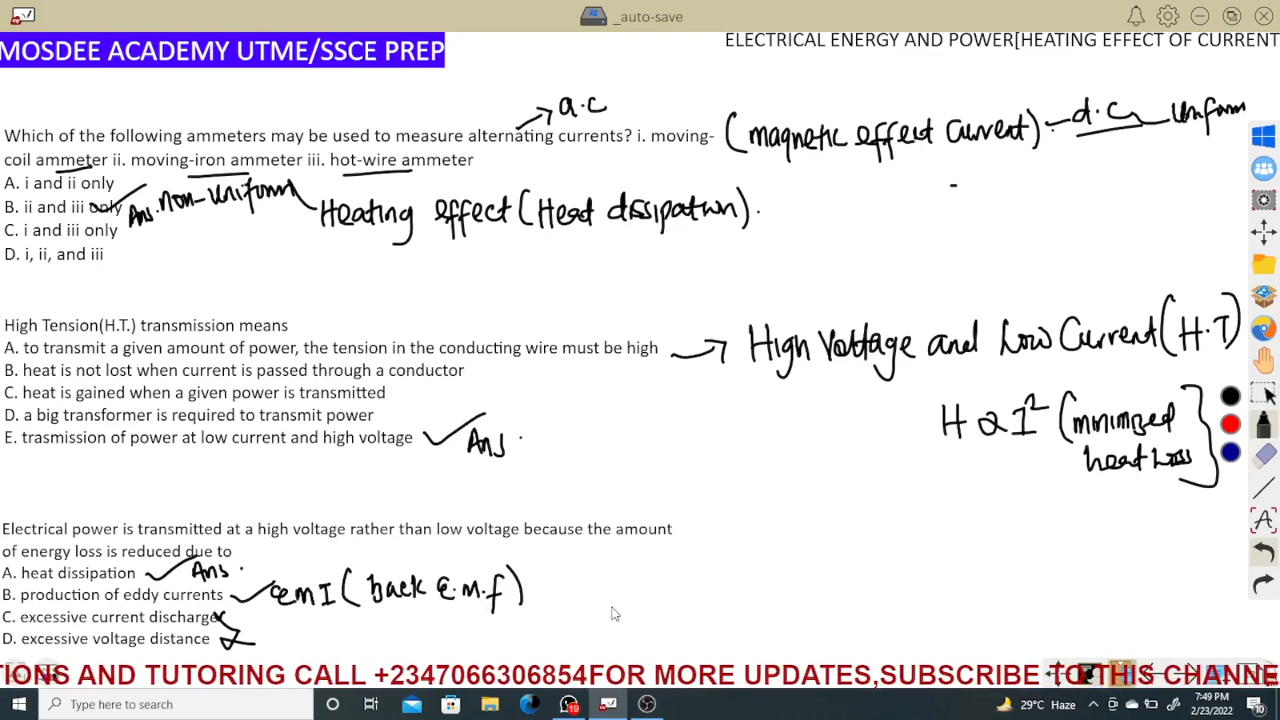 _auto-save
MOSDEE ACADEMY UTME/SSCE PREP
ELECTRICAL ENERGY AND POWER[HEATING EFFECT OF CURRENT
a.c
Which of the following ammeters may be used to measure alternating currents? i. moving-
coil ammeter ii. moving-iron ammeter iii. hot-wire ammeter
(magnetic effect Current) d.c Uniform
A. i and ii only
B. ii and iii only
Ans. non-uniform
Heating effect (Heat dissipation).
C. i and iii only
D. i, ii, and iii
High Tension(H.T.) transmission means
A. to transmit a given amount of power, the tension in the conducting wire must be high
High Voltage and Low Current (H.T)
B. heat is not lost when current is passed through a conductor
C. heat is gained when a given power is transmitted
D. a big transformer is required to transmit power
E. trasmission of power at low current and high voltage
Ans.
H ∝ I² (minimized
heat loss
Electrical power is transmitted at a high voltage rather than low voltage because the amount
of energy loss is reduced due to
A. heat dissipation
Ans.
B. production of eddy currents
emI (back e.m.f)
C. excessive current discharge
D. excessive voltage distance
TIONS AND TUTORING CALL +2347066306854FOR MORE UPDATES,SUBSCRIBE TO THIS CHANNE
Type here to search
19
29°C Haze
7:49 PM
2/23/2022
10